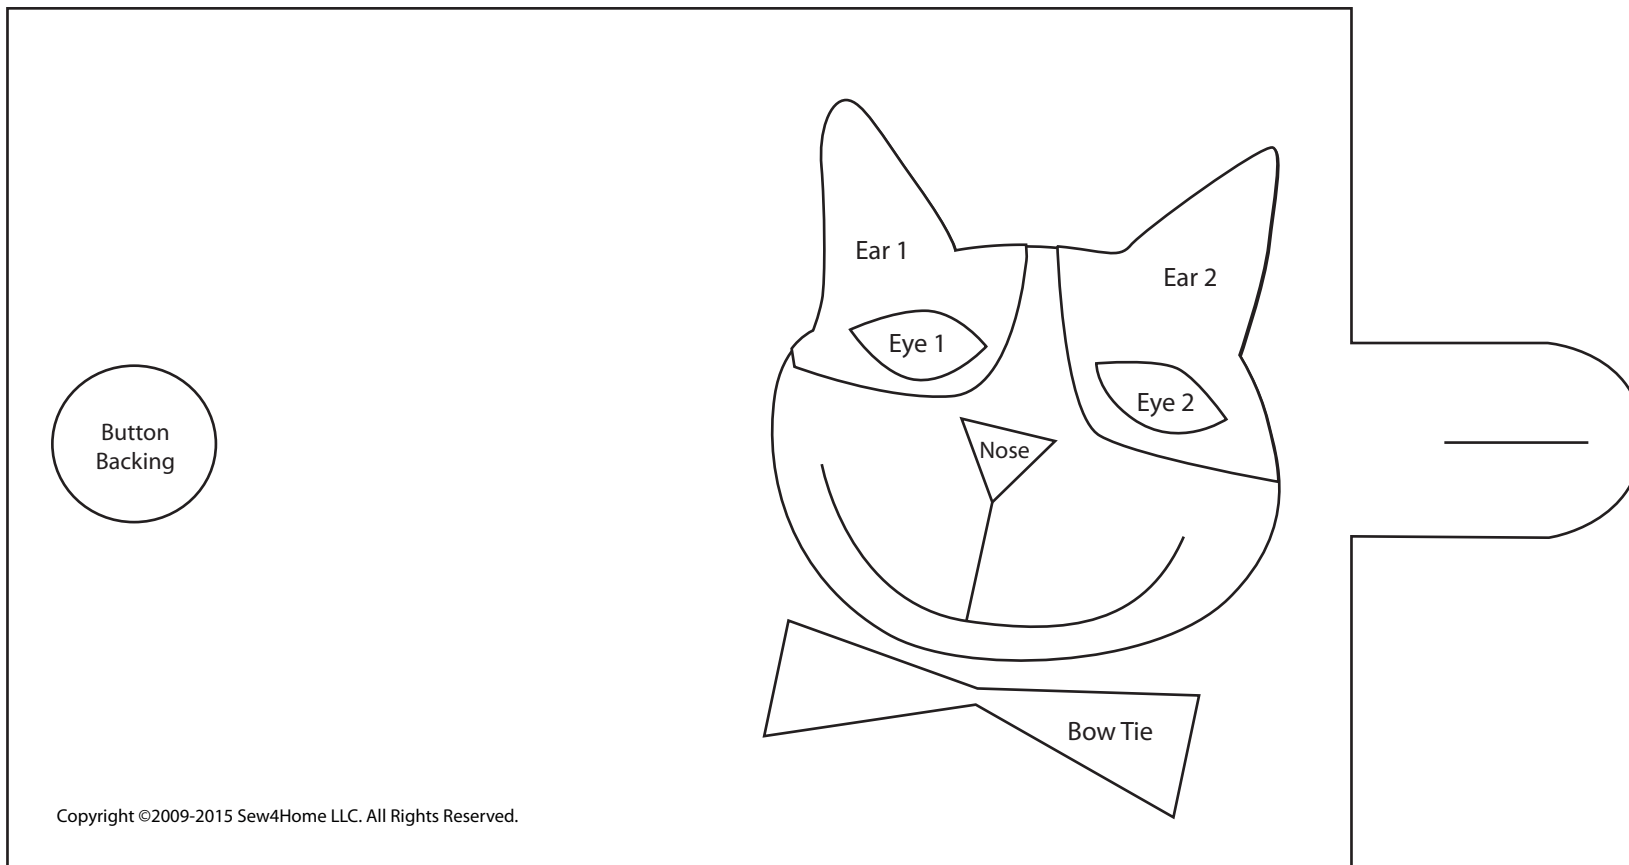 Ear 1
Ear 2
Eye 1
Eye 2
Button
Backing
Nose
Bow Tie
Copyright ©2009-2015 Sew4Home LLC. All Rights Reserved.